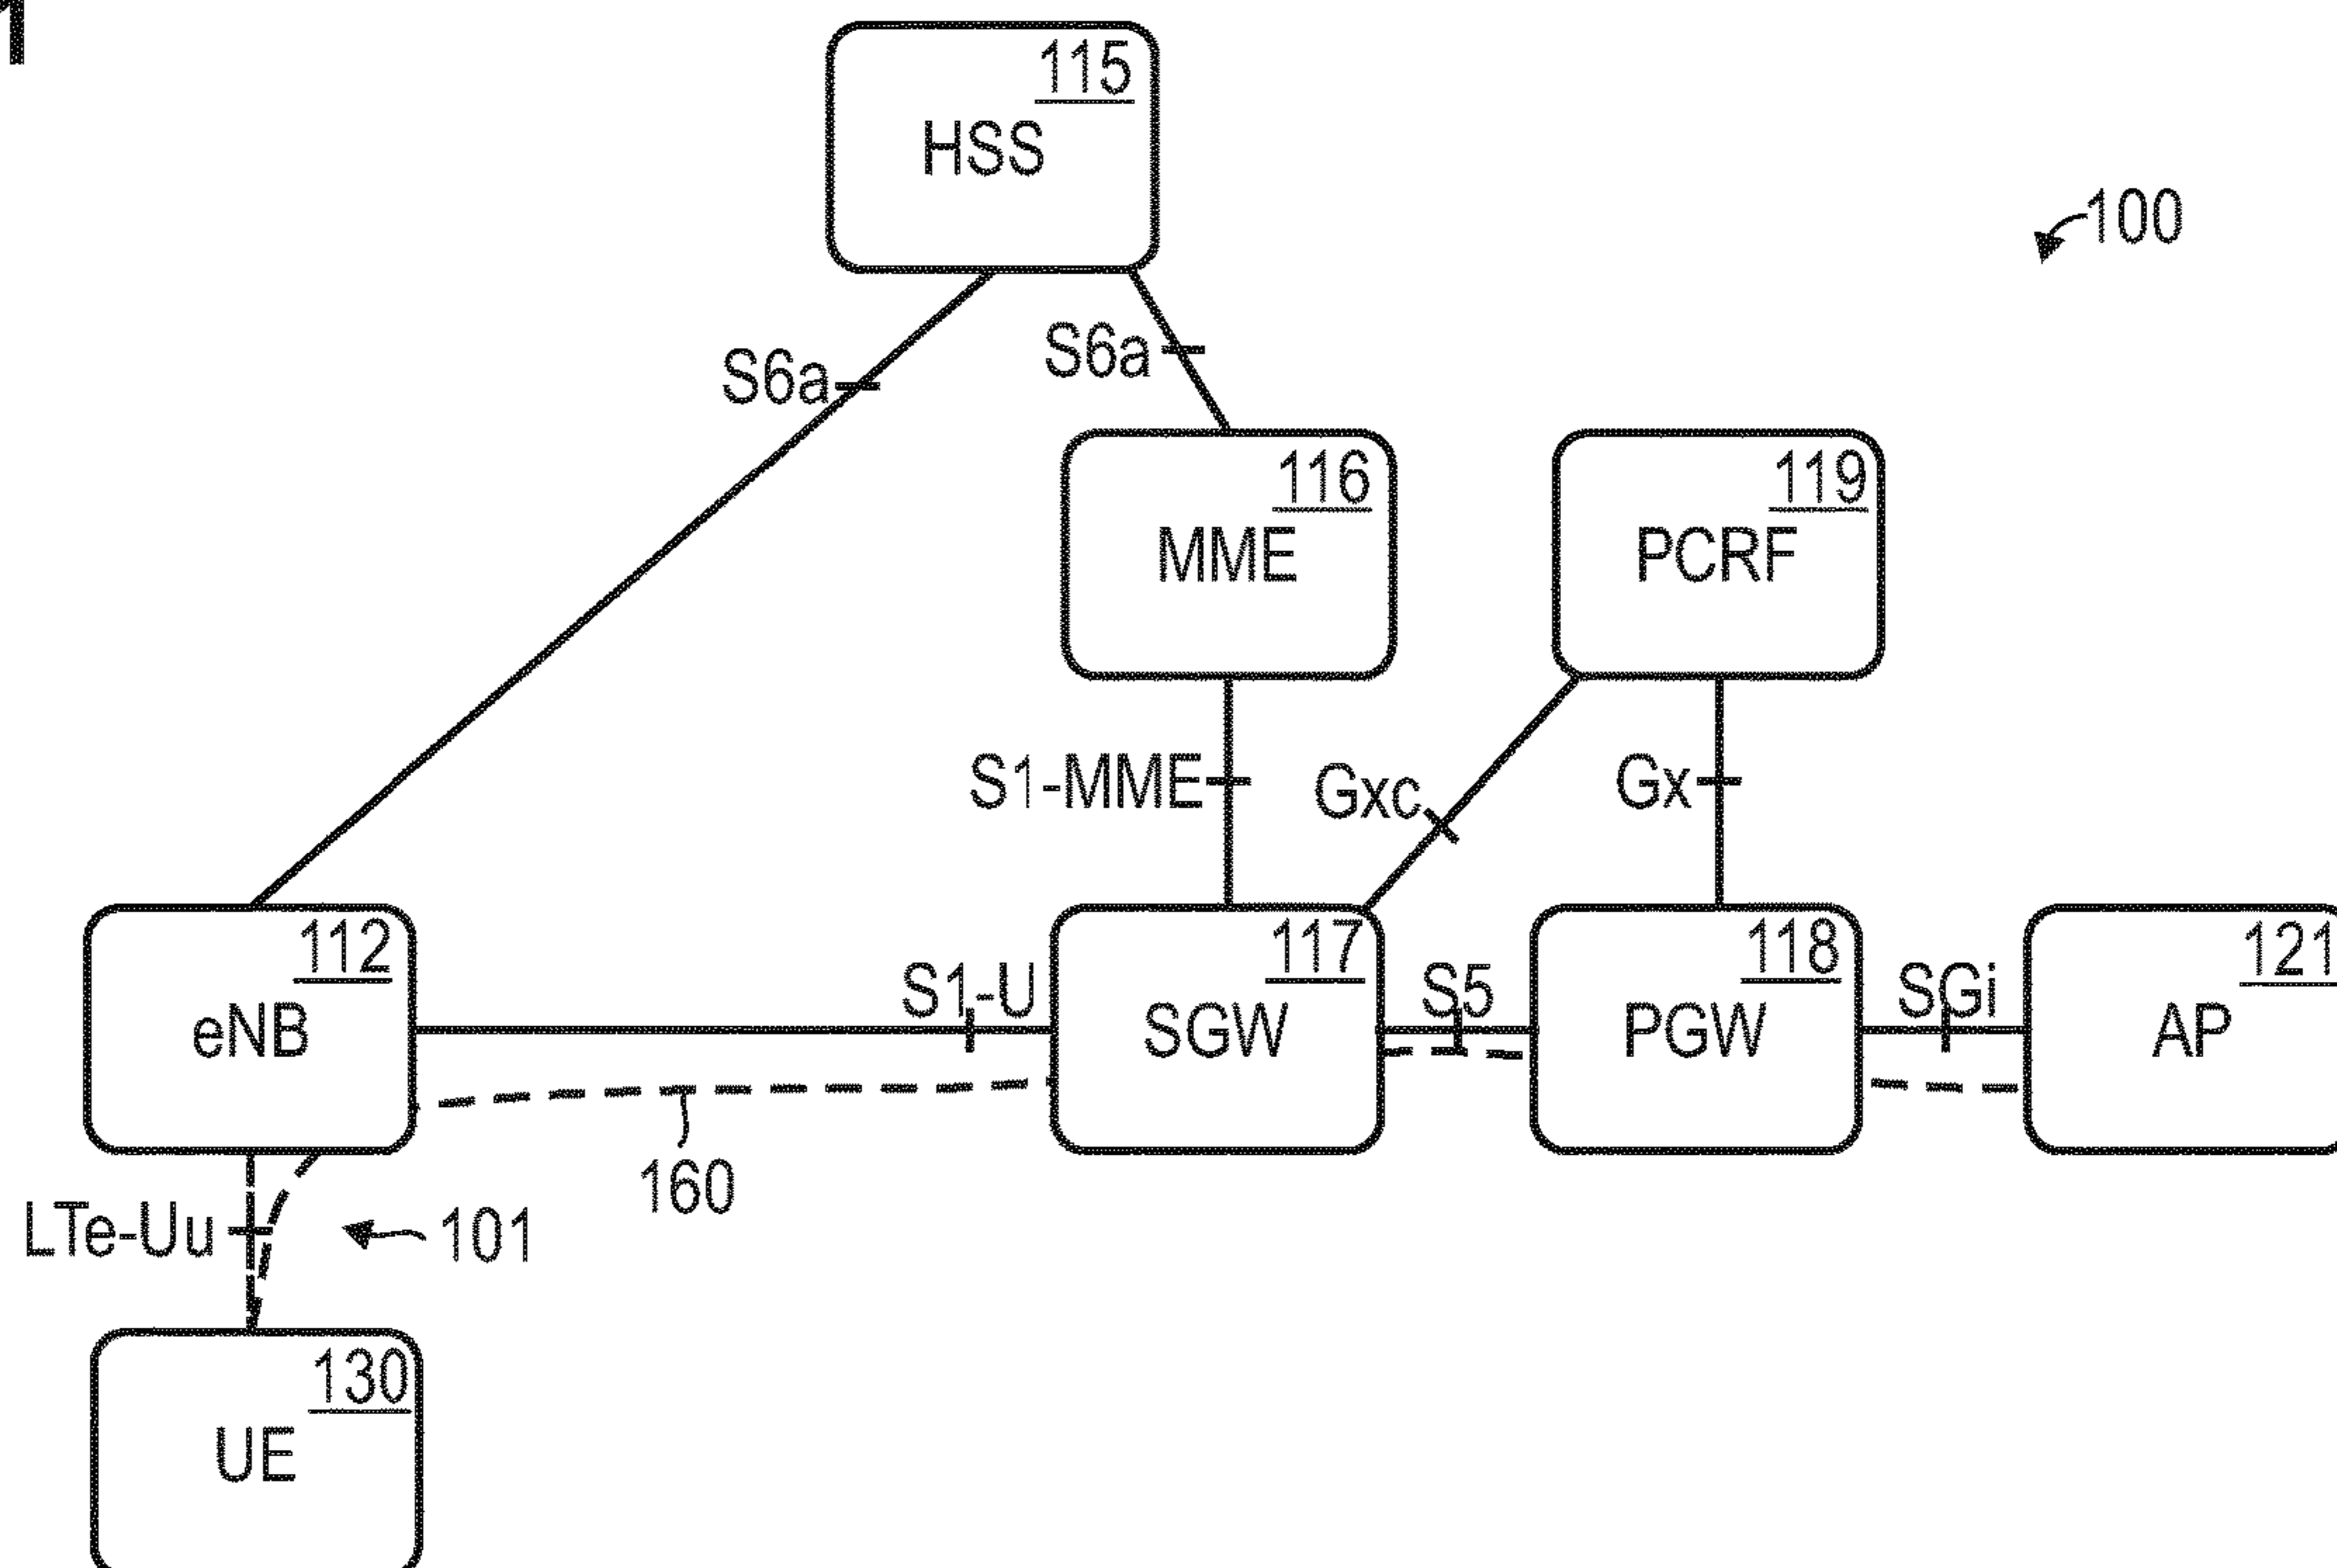 1
115
HSS
100
S6a
S6a
116
MME
119
PCRF
S1-MME
Gxc
Gx
112
eNB
S1-U
117
SGW
S5
118
PGW
SGi
121
AP
160
LTe-Uu
101
130
UE